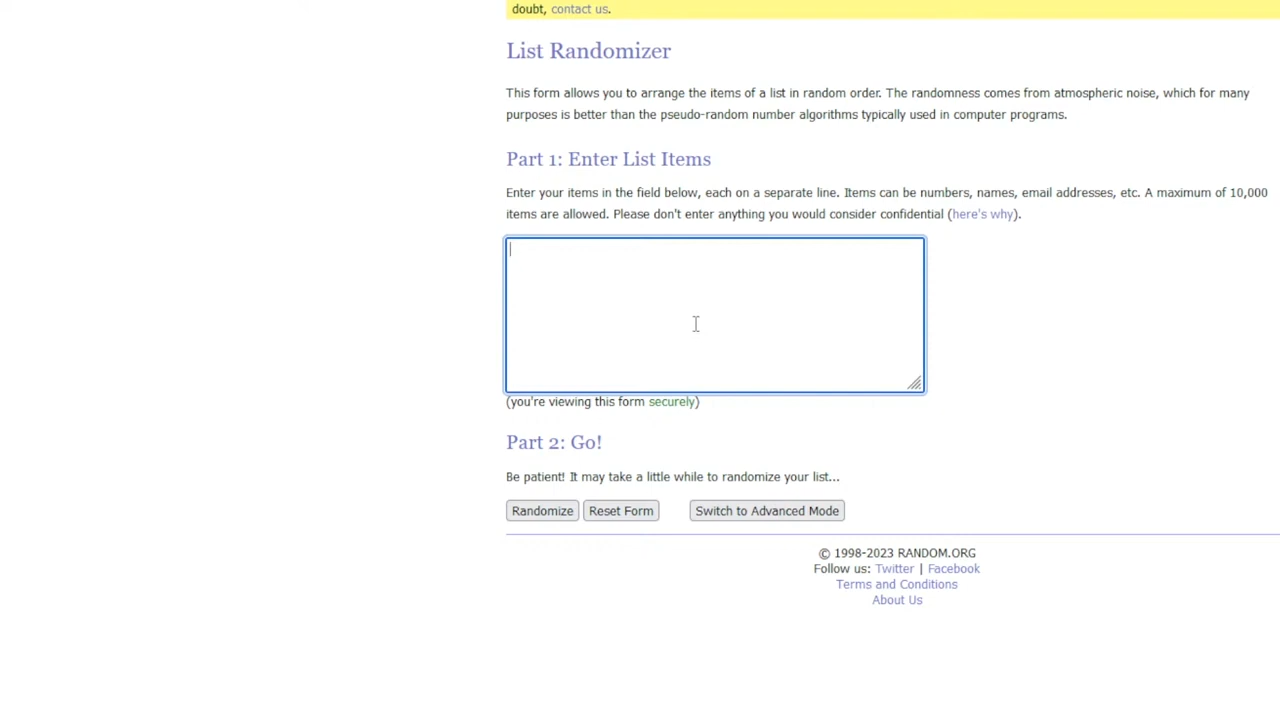 doubt, contact us.
List Randomizer
This form allows you to arrange the items of a list in random order. The randomness comes from atmospheric noise, which for many
purposes is better than the pseudo-random number algorithms typically used in computer programs.
Part 1: Enter List Items
Enter your items in the field below, each on a separate line. Items can be numbers, names, email addresses, etc. A maximum of 10,000
items are allowed. Please don't enter anything you would consider confidential (here's why).
(you're viewing this form securely)
Part 2: Go!
Be patient! It may take a little while to randomize your list...
Randomize Reset Form Switch to Advanced Mode
© 1998-2023 RANDOM.ORG
Follow us: Twitter | Facebook
Terms and Conditions
About Us